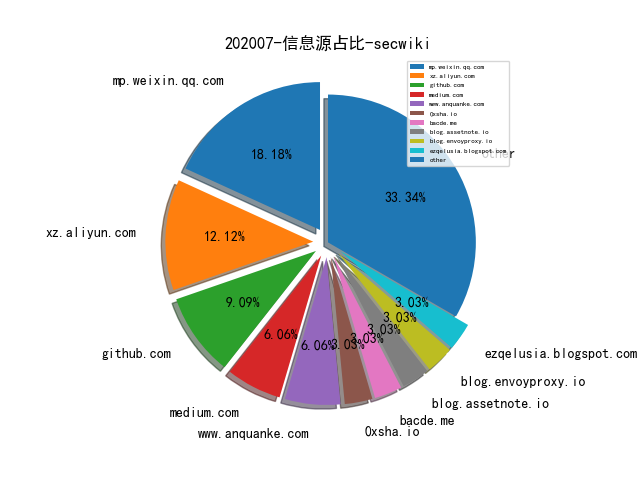 202007-信息源占比-secwiki
mp.weixin.qq.com
xz.aliyun.com
github.com
medium.com
www.anquanke.com
0xsha.io
bacde.me
blog.assetnote.io
blog.envoyproxy.io
ezqelusia.blogspot.com
other
mp.weixin.qq.com
18.18%
other
33.34%
xz.aliyun.com
12.12%
github.com
9.09%
medium.com
6.06%
www.anquanke.com
6.06%
0xsha.io
3.03%
bacde.me
3.03%
blog.assetnote.io
3.03%
blog.envoyproxy.io
3.03%
ezqelusia.blogspot.com
3.03%